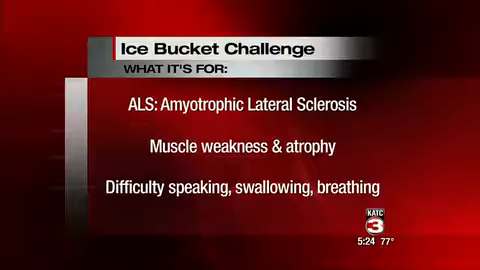 Ice Bucket Challenge
WHAT IT'S FOR:
ALS: Amyotrophic Lateral Sclerosis
Muscle weakness & atrophy
Difficulty speaking, swallowing, breathing
KATC
3
5:24 77°